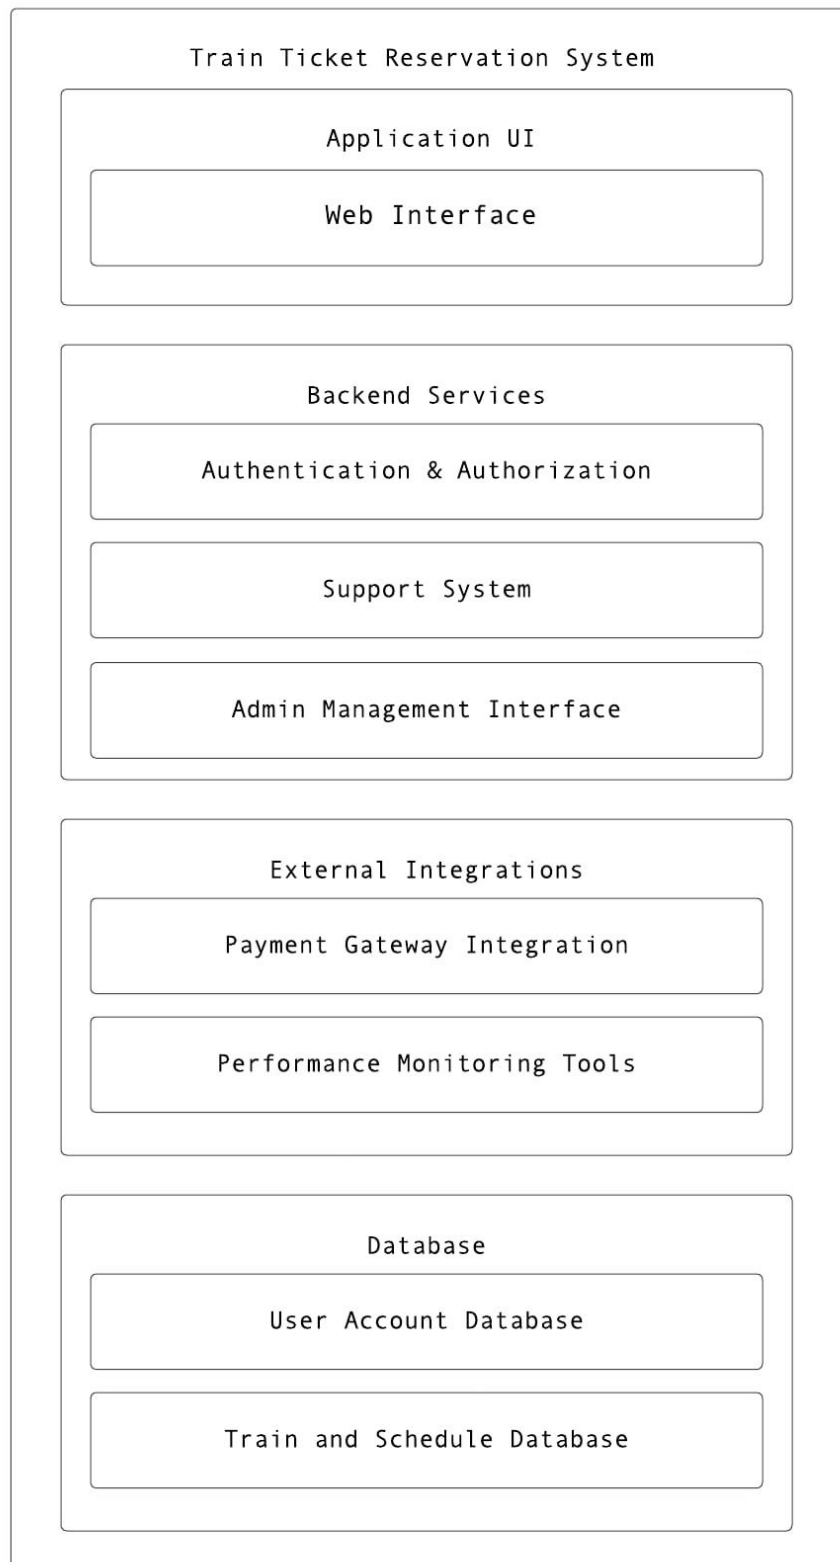 Train Ticket Reservation System
Application UI
Web Interface
Backend Services
Authentication & Authorization
Support System
Admin Management Interface
External Integrations
Payment Gateway Integration
Performance Monitoring Tools
Database
User Account Database
Train and Schedule Database